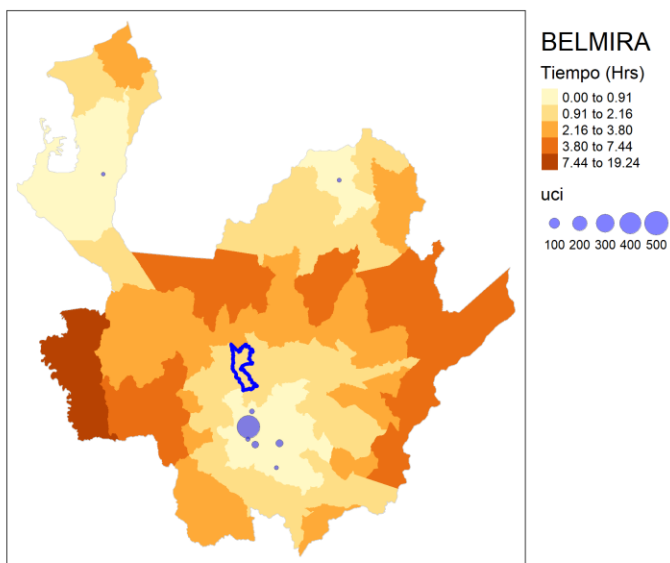 BELMIRA
Tiempo (Hrs)
0.00 to 0.91
0.91 to 2.16
2.16 to 3.80
3.80 to 7.44
7.44 to 19.24
uci
100 200 300 400 500